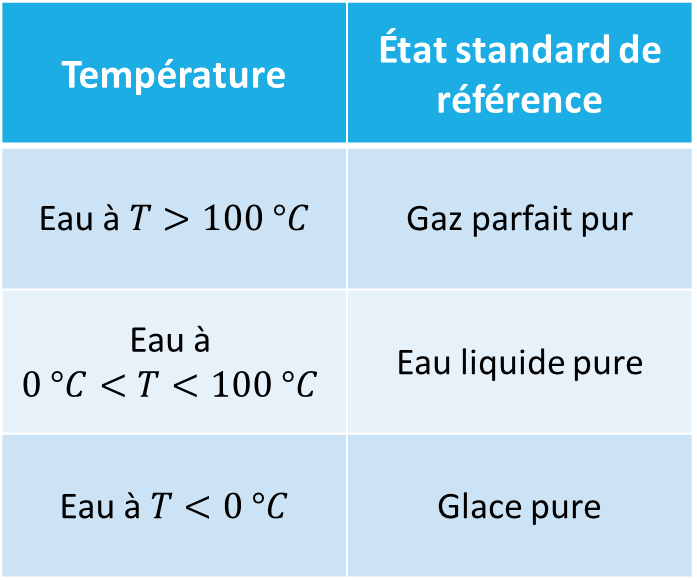 Température
État standard de
référence
Eau à T > 100 °C
Gaz parfait pur
Eau à
0 °C < T < 100 °C
Eau liquide pure
Eau à T < 0 °C
Glace pure